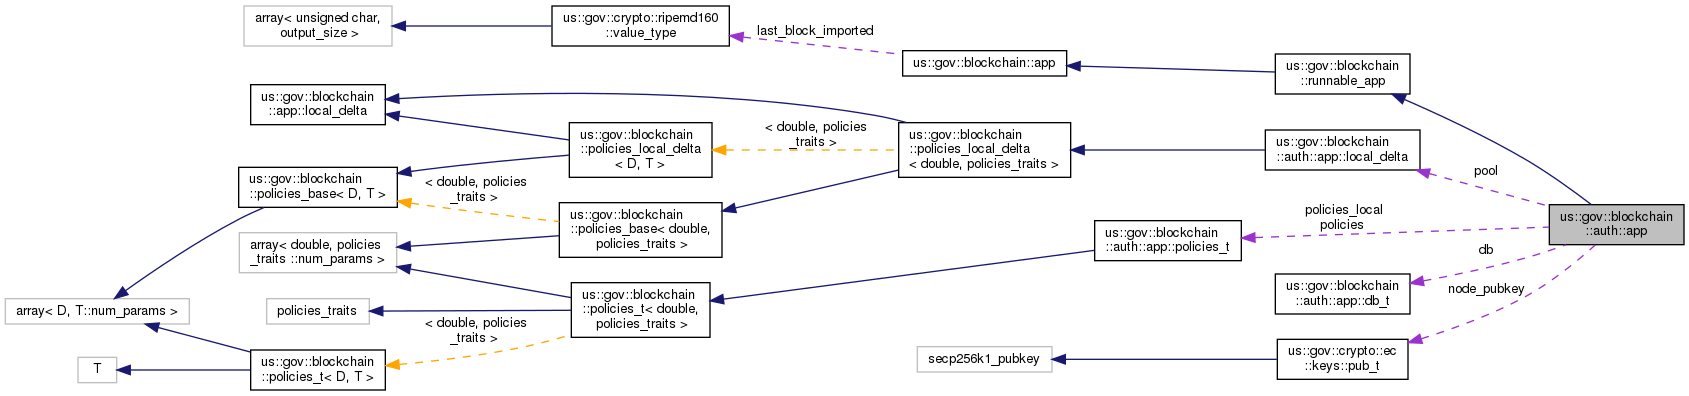 array< unsigned char,
output_size >
us::gov::crypto::ripemd160
::value_type
last_block_imported
us::gov::blockchain::app
us::gov::blockchain
::runnable_app
us::gov::blockchain
::app::local_delta
us::gov::blockchain
::policies_local_delta
< D, T >
< double, policies
_traits >
us::gov::blockchain
::policies_local_delta
< double, policies_traits >
us::gov::blockchain
::auth::app::local_delta
pool
us::gov::blockchain
::policies_base< D, T >
< double, policies
_traits >
us::gov::blockchain
::policies_base< double,
policies_traits >
array< double, policies
_traits ::num_params >
us::gov::blockchain
::auth::app::policies_t
policies_local
policies
us::gov::blockchain
::auth::app
db
us::gov::blockchain
::auth::app::db_t
node_pubkey
array< D, T::num_params >
policies_traits
us::gov::blockchain
::policies_t< double,
policies_traits >
< double, policies
_traits >
T
us::gov::blockchain
::policies_t< D, T >
secp256k1_pubkey
us::gov::crypto::ec
::keys::pub_t